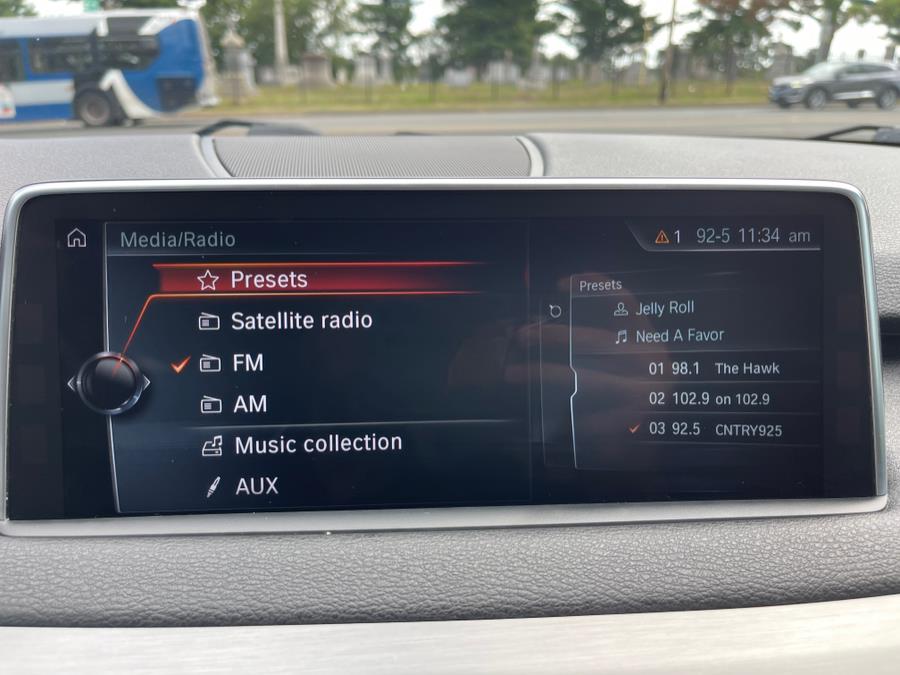 Media/Radio
1 92-5 11:34 am
Presets
Satellite radio
FM
AM
Music collection
AUX
Presets
Jelly Roll
Need A Favor
01 98.1 The Hawk
02 102.9 on 102.9
03 92.5 CNTRY925